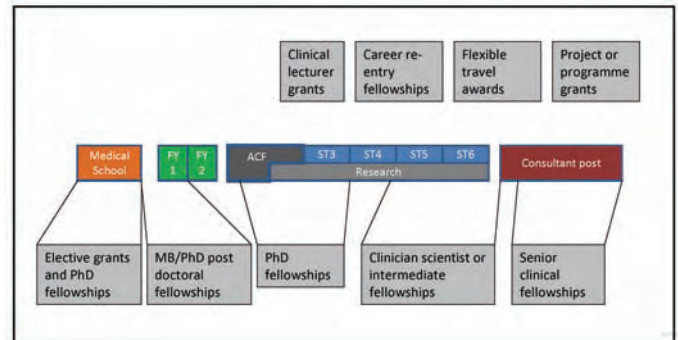 Clinical
lecturer
grants
Career re-
entry
fellowships
Flexible
travel
awards
Project or
programme
grants
Medical
School
FY
1
FY
2
ACF
ST3
ST4
ST5
ST6
Research
Consultant post
Elective grants
and PhD
fellowships
MB/PhD post
doctoral
fellowships
PhD
fellowships
Clinician scientist or
intermediate
fellowships
Senior
clinical
fellowships